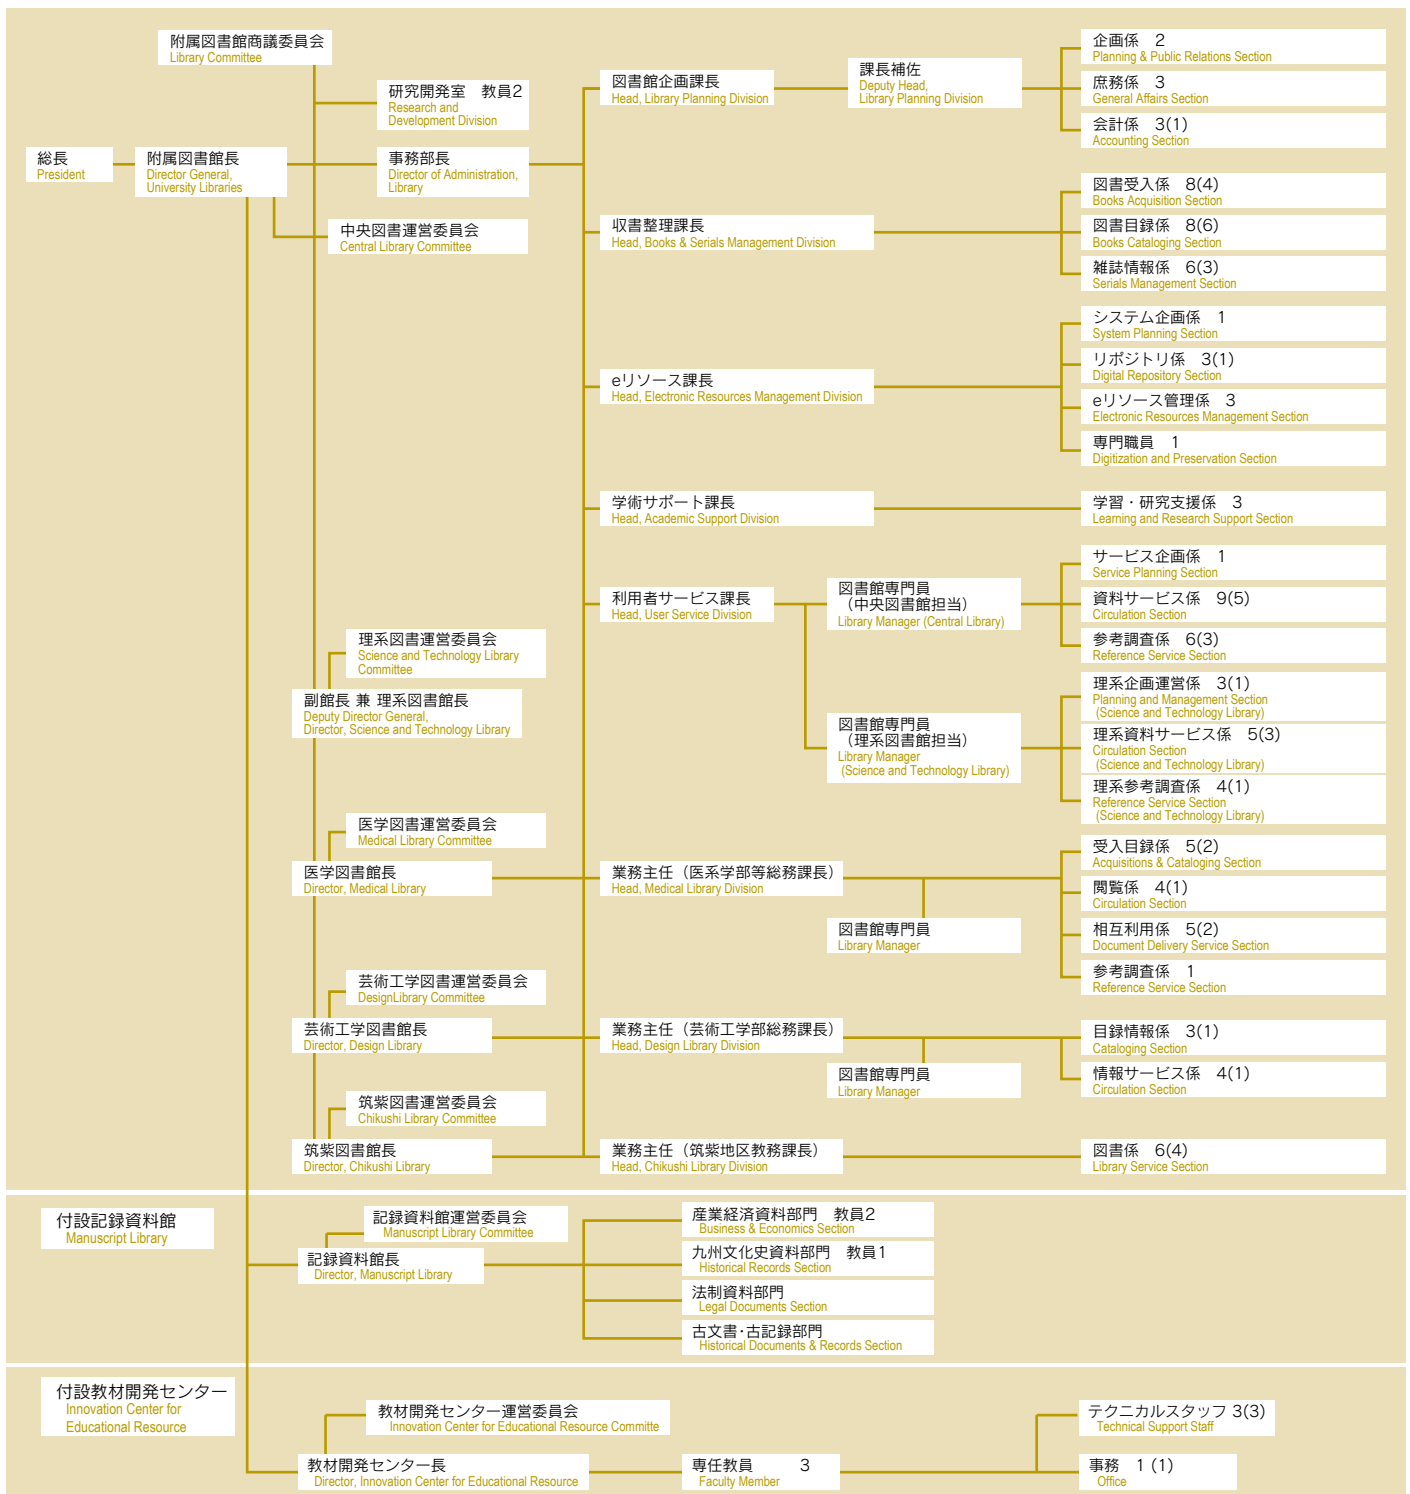 附属図書館商議委員会
Library Committee
研究開発室　教員2
Research and
Development Division
総長
President
附属図書館長
Director General,
University Libraries
事務部長
Director of Administration,
Library
中央図書運営委員会
Central Library Committee
図書館企画課長
Head, Library Planning Division
課長補佐
Deputy Head,
Library Planning Division
企画係　2
Planning & Public Relations Section
庶務係　3
General Affairs Section
会計係　3(1)
Accounting Section
収書整理課長
Head, Books & Serials Management Division
図書受入係　8(4)
Books Acquisition Section
図書目録係　8(6)
Books Cataloging Section
雑誌情報係　6(3)
Serials Management Section
eリソース課長
Head, Electronic Resources Management Division
システム企画係　1
System Planning Section
リポジトリ係　3(1)
Digital Repository Section
eリソース管理係　3
Electronic Resources Management Section
専門職員　1
Digitization and Preservation Section
学術サポート課長
Head, Academic Support Division
学習・研究支援係　3
Learning and Research Support Section
利用者サービス課長
Head, User Service Division
図書館専門員
（中央図書館担当）
Library Manager (Central Library)
サービス企画係　1
Service Planning Section
資料サービス係　9(5)
Circulation Section
参考調査係　6(3)
Reference Service Section
図書館専門員
（理系図書館担当）
Library Manager
(Science and Technology Library)
理系企画運営係　3(1)
Planning and Management Section
(Science and Technology Library)
理系資料サービス係　5(3)
Circulation Section
(Science and Technology Library)
理系参考調査係　4(1)
Reference Service Section
(Science and Technology Library)
理系図書運営委員会
Science and Technology Library
Committee
副館長 兼 理系図書館長
Deputy Director General,
Director, Science and Technology Library
医学図書運営委員会
Medical Library Committee
医学図書館長
Director, Medical Library
業務主任（医系学部等総務課長）
Head, Medical Library Division
図書館専門員
Library Manager
受入目録係　5(2)
Acquisitions & Cataloging Section
閲覧係　4(1)
Circulation Section
相互利用係　5(2)
Document Delivery Service Section
参考調査係　1
Reference Service Section
芸術工学図書運営委員会
DesignLibrary Committee
芸術工学図書館長
Director, Design Library
業務主任（芸術工学部総務課長）
Head, Design Library Division
図書館専門員
Library Manager
目録情報係　3(1)
Cataloging Section
情報サービス係　4(1)
Circulation Section
筑紫図書運営委員会
Chikushi Library Committee
筑紫図書館長
Director, Chikushi Library
業務主任（筑紫地区教務課長）
Head, Chikushi Library Division
図書係　6(4)
Library Service Section
付設記録資料館
Manuscript Library
記録資料館運営委員会
Manuscript Library Committee
記録資料館長
Director, Manuscript Library
産業経済資料部門　教員2
Business & Economics Section
九州文化史資料部門　教員1
Historical Records Section
法制資料部門
Legal Documents Section
古文書・古記録部門
Historical Documents & Records Section
付設教材開発センター
Innovation Center for
Educational Resource
教材開発センター運営委員会
Innovation Center for Educational Resource Committe
教材開発センター長
Director, Innovation Center for Educational Resource
専任教員　　　3
Faculty Member
テクニカルスタッフ 3(3)
Technical Support Staff
事務　1 (1)
Office